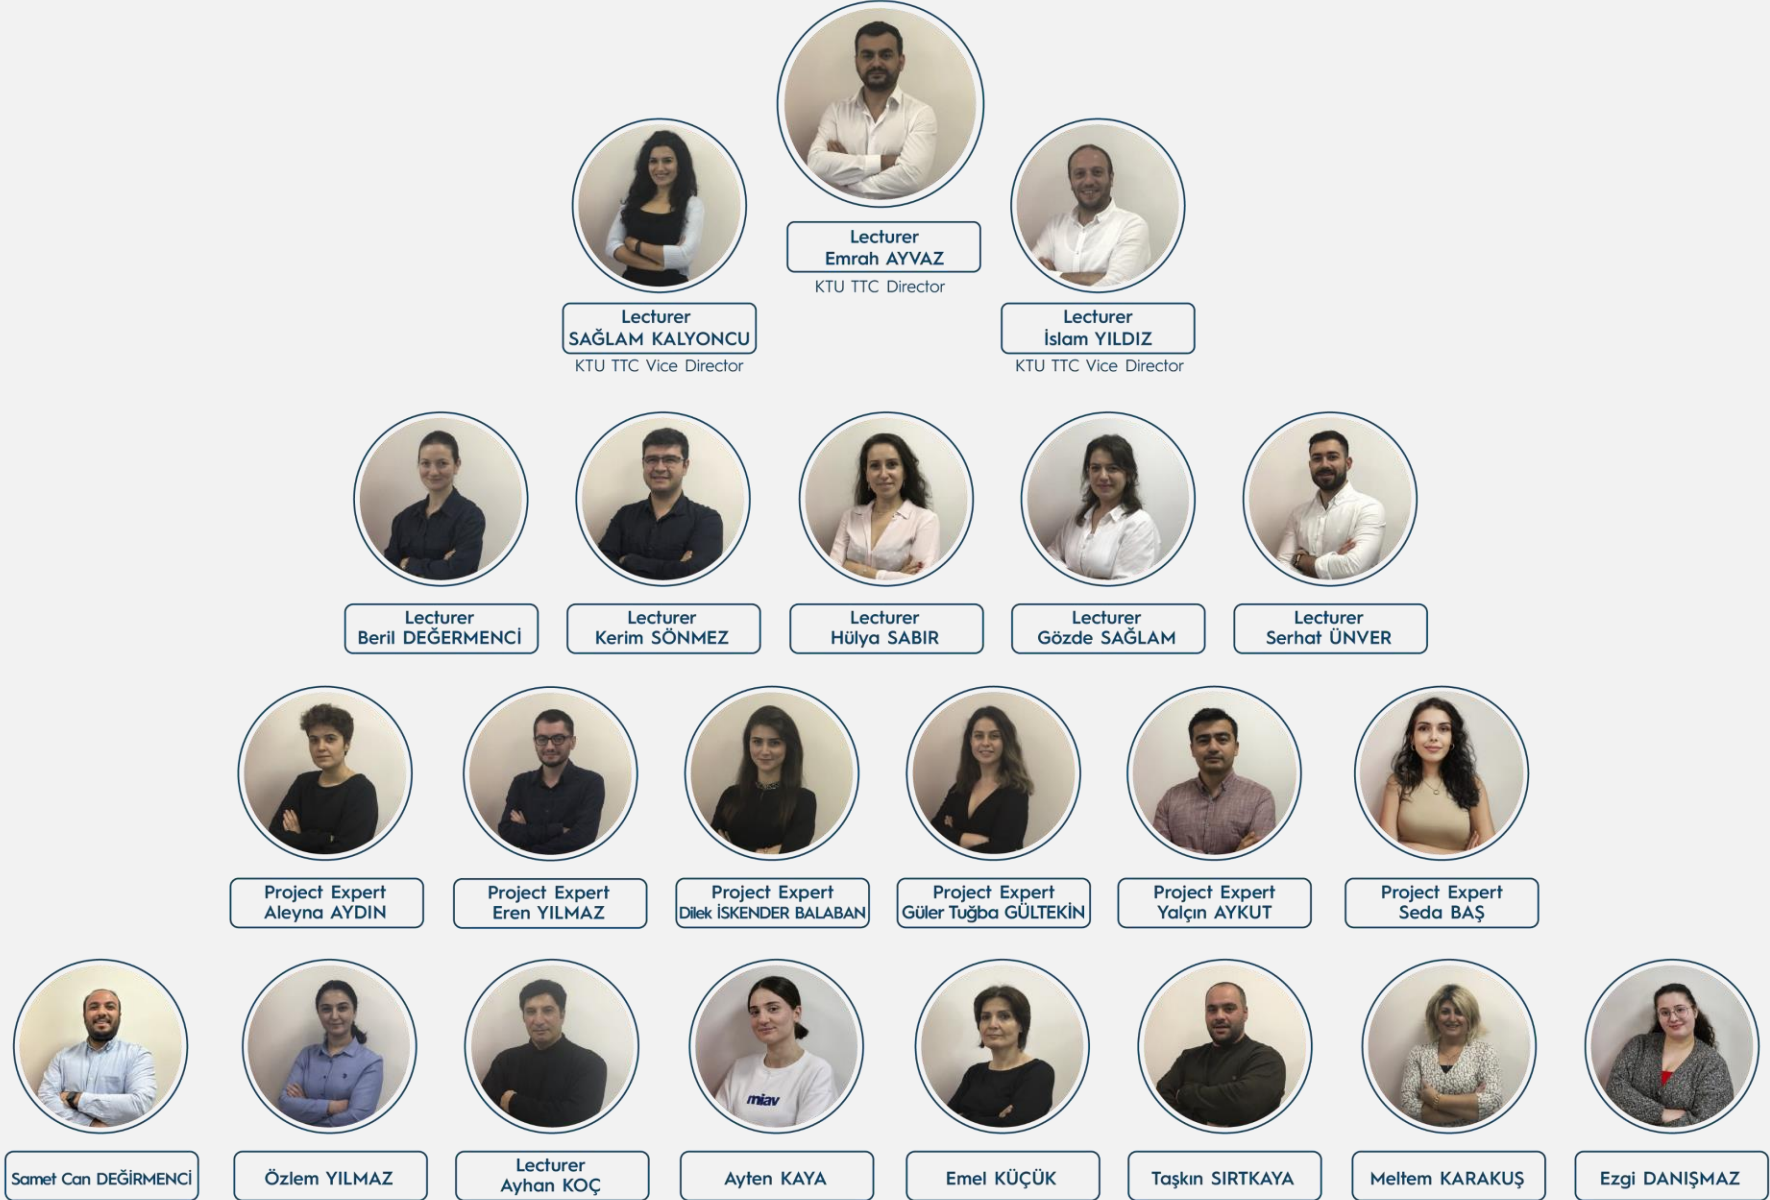 Lecturer
Emrah AYVAZ
KTU TTC Director
Lecturer
SAĞLAM KALYONCU
KTU TTC Vice Director
Lecturer
İslam YILDIZ
KTU TTC Vice Director
Lecturer
Beril DEĞERMENCİ
Lecturer
Kerim SÖNMEZ
Lecturer
Hülya SABIR
Lecturer
Gözde SAĞLAM
Lecturer
Serhat ÜNVER
Project Expert
Aleyna AYDIN
Project Expert
Eren YILMAZ
Project Expert
Dilek İSKENDER BALABAN
Project Expert
Güler Tuğba GÜLTEKİN
Project Expert
Yalçın AYKUT
Project Expert
Seda BAŞ
miav
Samet Can DEĞİRMENCİ
Özlem YILMAZ
Lecturer
Ayhan KOÇ
Ayten KAYA
Emel KÜÇÜK
Taşkın SIRTKAYA
Meltem KARAKUŞ
Ezgi DANIŞMAZ